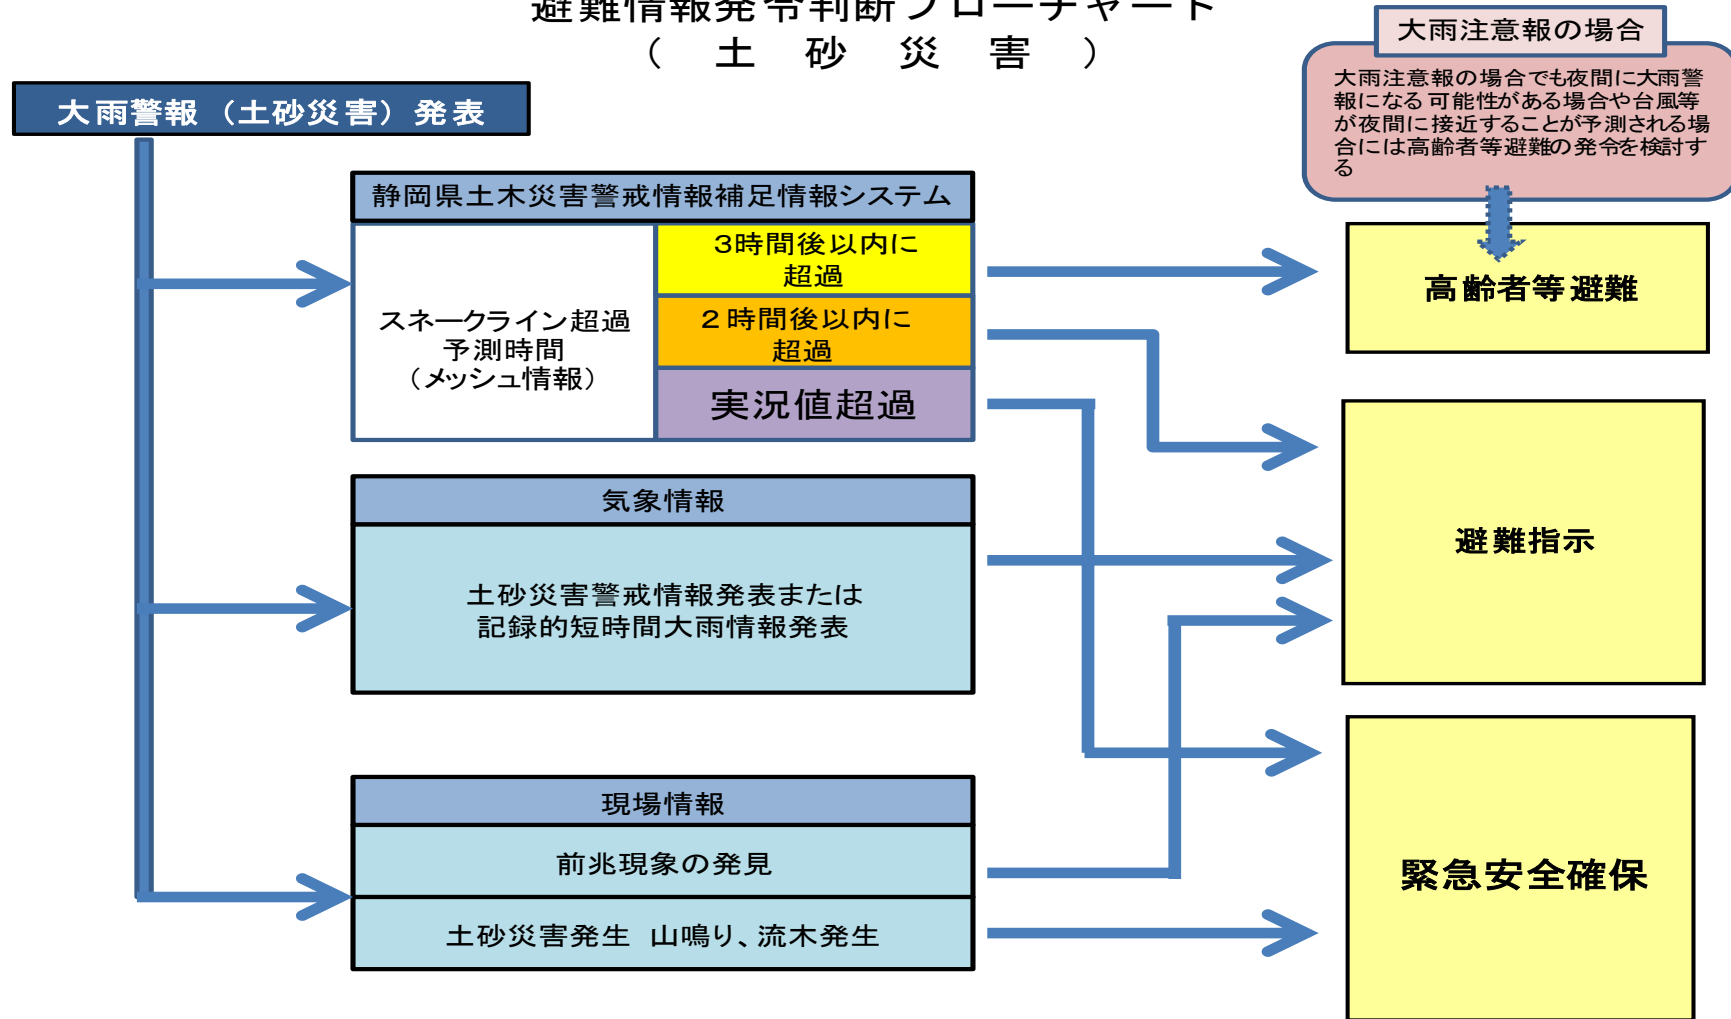 避難情報発令判断フローチャート
（土砂災害）
大雨注意報の場合
大雨注意報の場合でも夜間に大雨警
報になる可能性がある場合や台風等
が夜間に接近することが予測される場
合には高齢者等避難の発令を検討す
る
大雨警報（土砂災害）発表
静岡県土木災害警戒情報補足情報システム
スネークライン超過
予測時間
（メッシュ情報）
3時間後以内に
超過
２時間後以内に
超過
実況値超過
高齢者等避難
気象情報
土砂災害警戒情報発表または
記録的短時間大雨情報発表
避難指示
現場情報
前兆現象の発見
土砂災害発生 山鳴り、流木発生
緊急安全確保